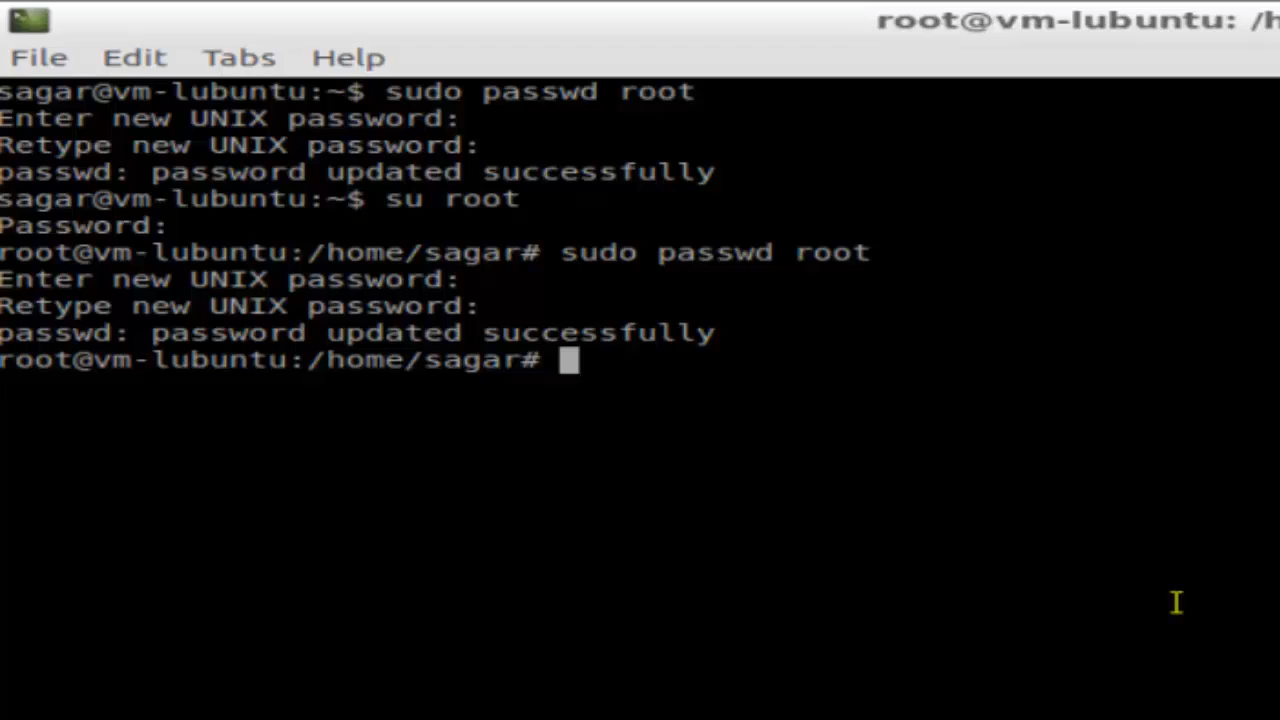 root@vm-lubuntu: /h
File Edit Tabs Help
sagar@vm-lubuntu:~$ sudo passwd root
Enter new UNIX password:
Retype new UNIX password:
passwd: password updated successfully
sagar@vm-lubuntu:~$ su root
Password:
root@vm-lubuntu:/home/sagar# sudo passwd root
Enter new UNIX password:
Retype new UNIX password:
passwd: password updated successfully
root@vm-lubuntu:/home/sagar#